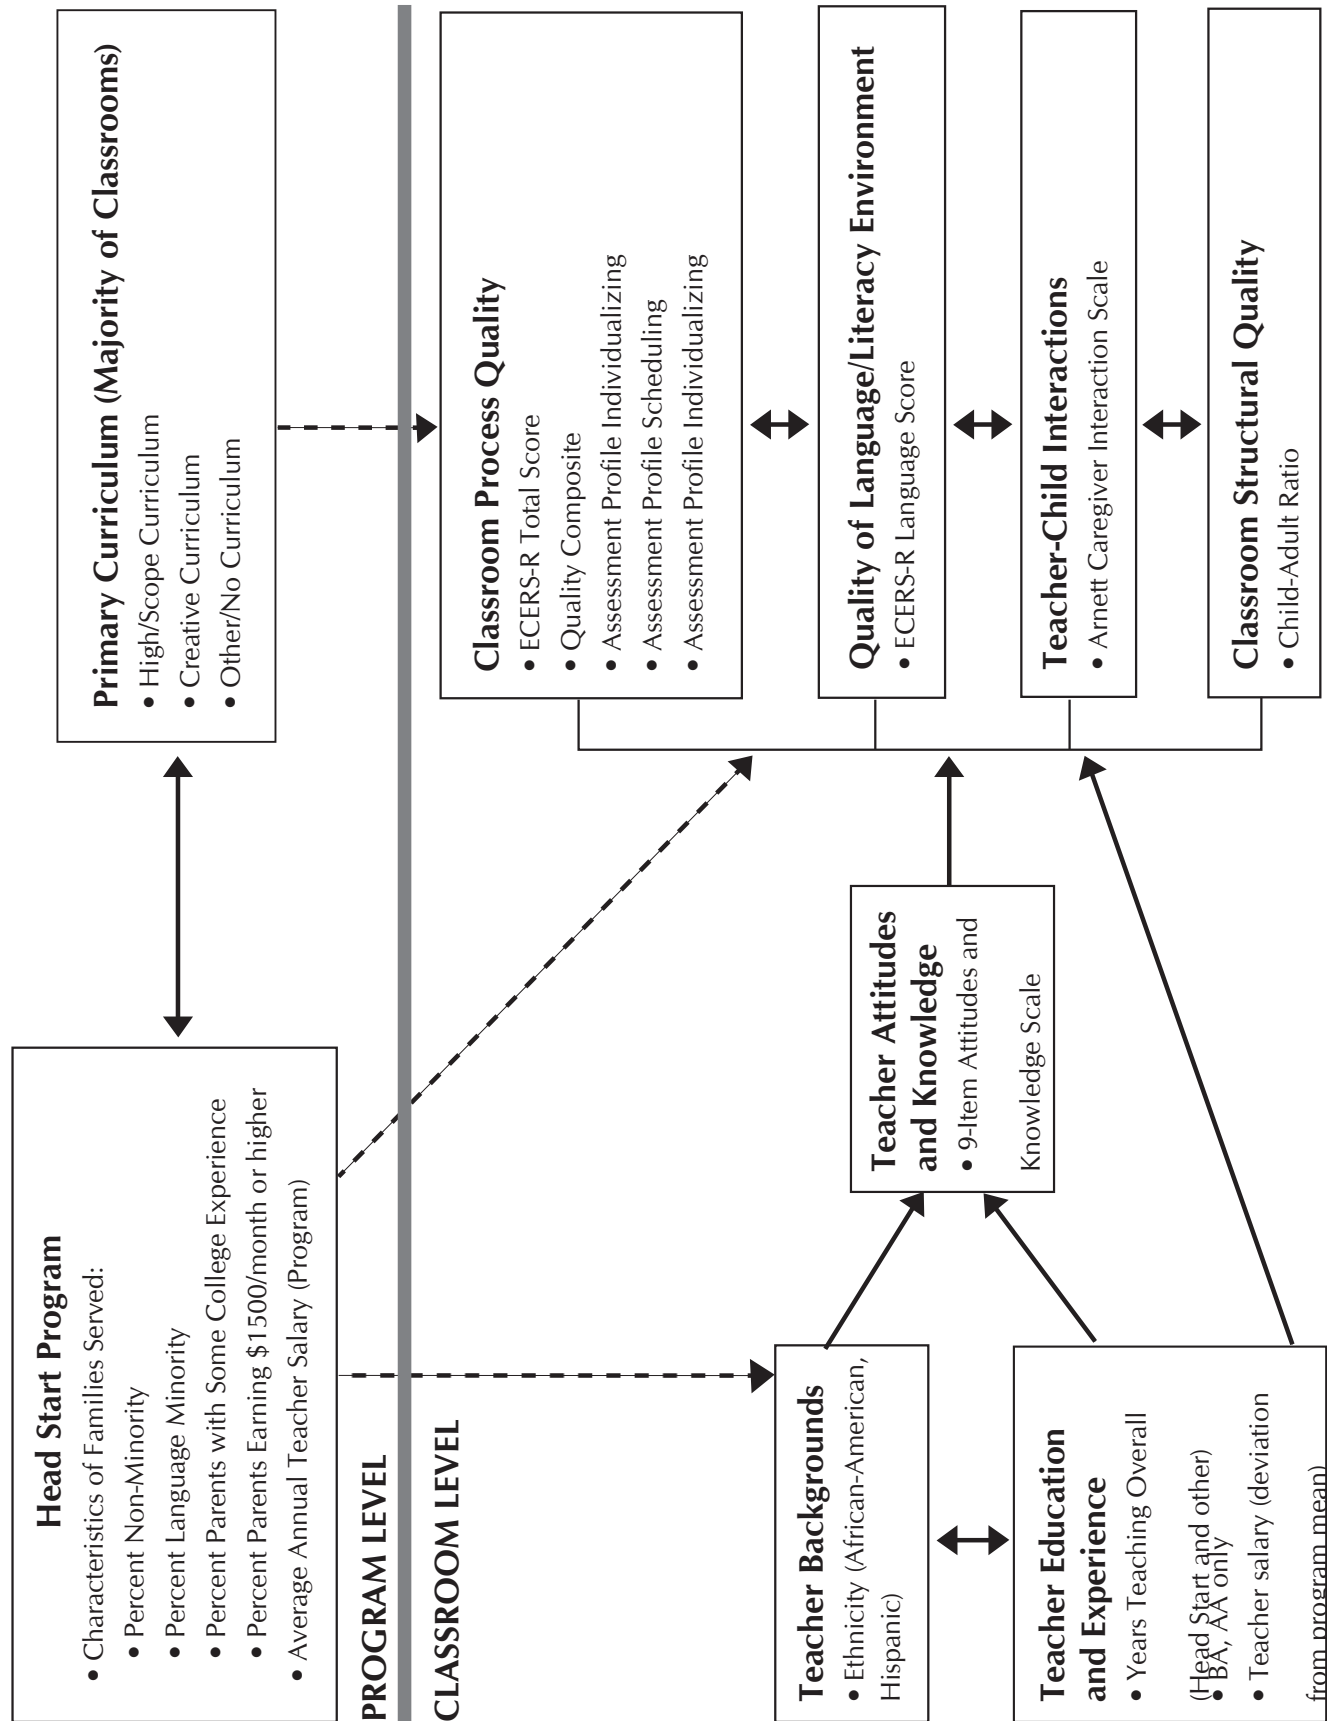 Head Start Program
• Characteristics of Families Served:
• Percent Non-Minority
• Percent Language Minority
• Percent Parents with Some College Experience
• Percent Parents Earning $1500/month or higher
• Average Annual Teacher Salary (Program)
Primary Curriculum (Majority of Classrooms)
• High/Scope Curriculum
• Creative Curriculum
• Other/No Curriculum
PROGRAM LEVEL
CLASSROOM LEVEL
Teacher Backgrounds
• Ethnicity (African-American,
Hispanic)
Teacher Education
and Experience
• Years Teaching Overall
(Head Start and other)
• BA, AA only
• Teacher salary (deviation
from program mean)
Teacher Attitudes
and Knowledge
• 9-Item Attitudes and
Knowledge Scale
Classroom Process Quality
• ECERS-R Total Score
• Quality Composite
• Assessment Profile Individualizing
• Assessment Profile Scheduling
• Assessment Profile Individualizing
Quality of Language/Literacy Environment
• ECERS-R Language Score
Teacher-Child Interactions
• Arnett Caregiver Interaction Scale
Classroom Structural Quality
• Child-Adult Ratio